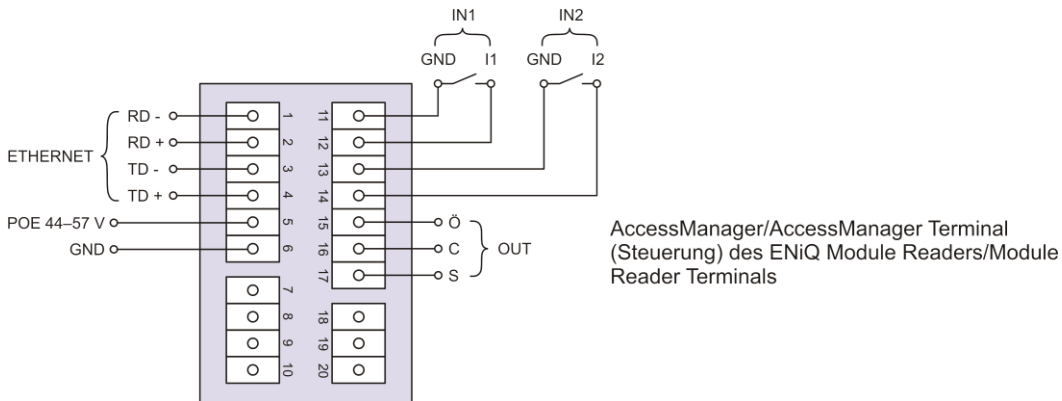 IN1 IN2
GND I1 GND I2
RD - 1 11
RD + 2 12
ETHERNET
TD - 3 13
TD + 4 14
POE 44–57 V 5 15 Ö
GND 6 16 C OUT
17 S
7
8 18
9 19
10 20
AccessManager/AccessManager Terminal
(Steuerung) des ENiQ Module Readers/Module
Reader Terminals